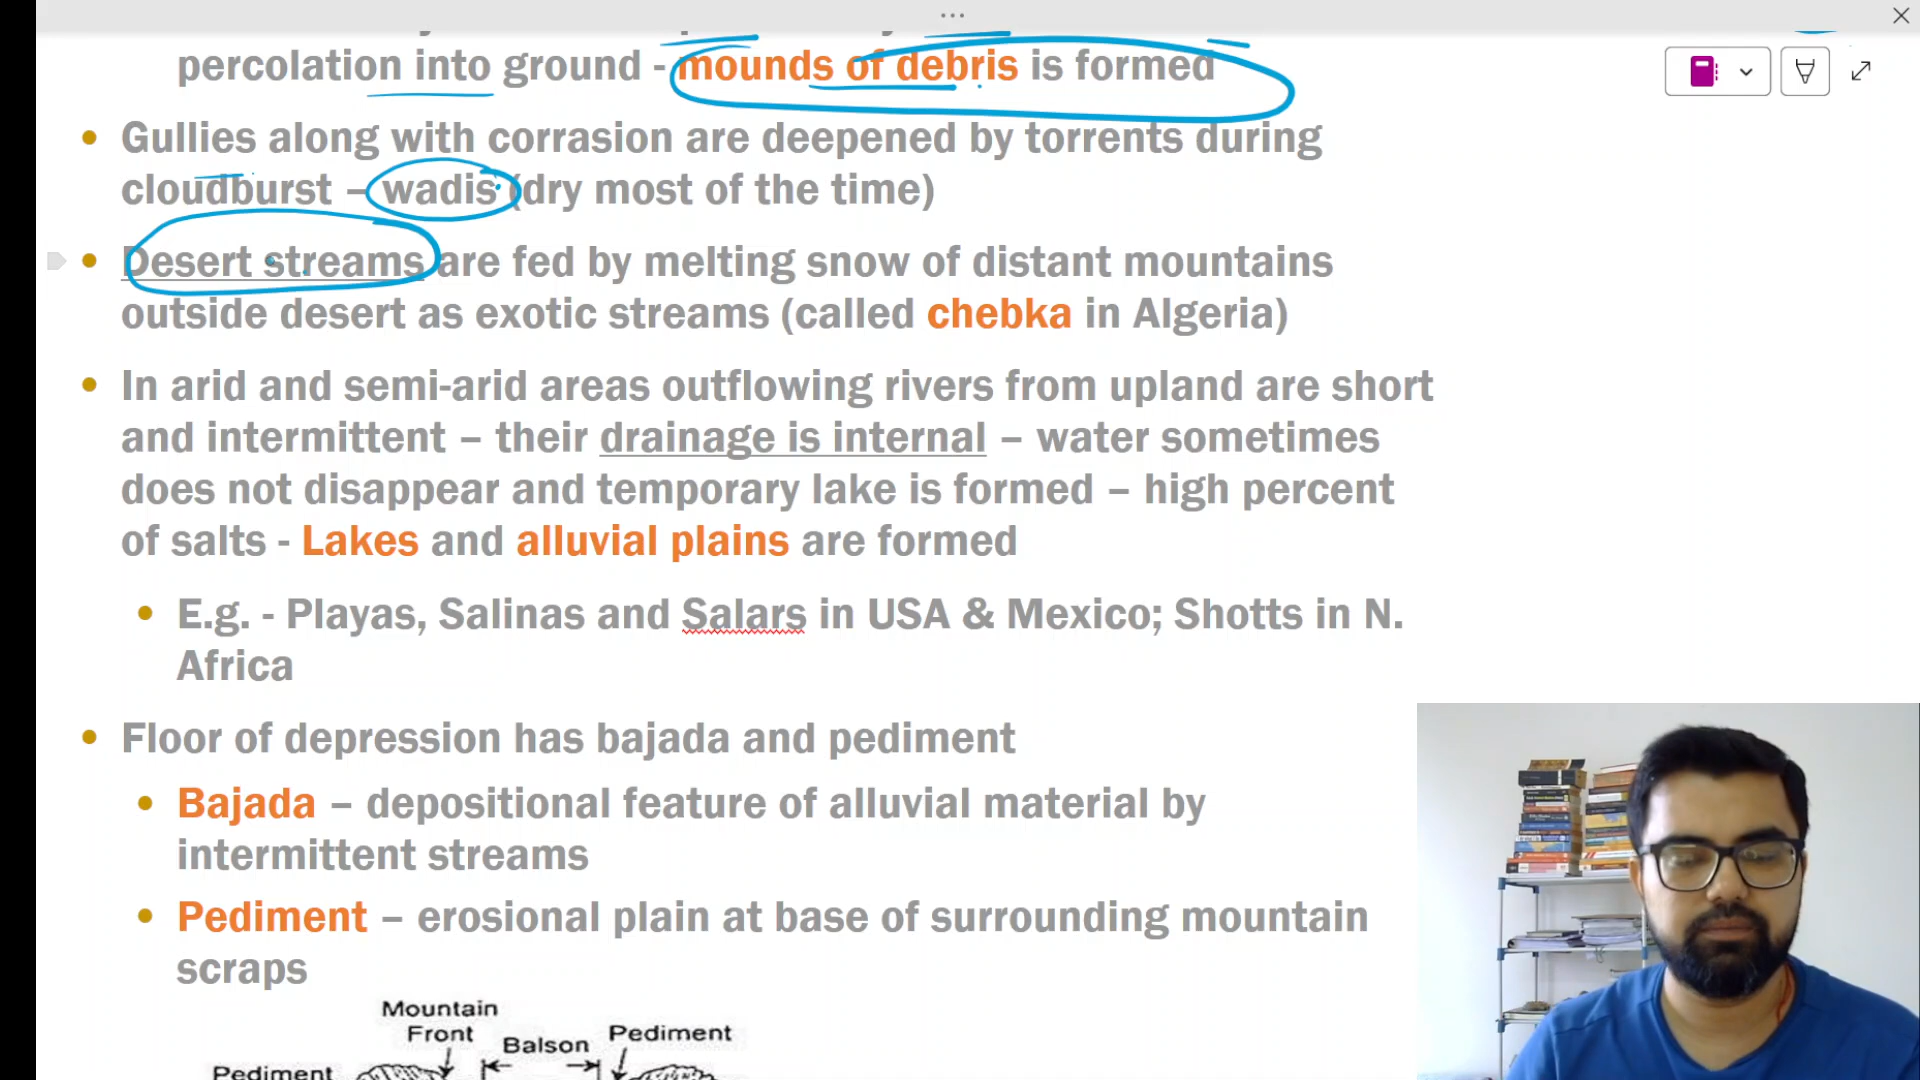 percolation into ground - mounds of debris is formed
Gullies along with corrasion are deepened by torrents during
cloudburst – wadis (dry most of the time)
Desert streams are fed by melting snow of distant mountains
outside desert as exotic streams (called chebka in Algeria)
In arid and semi-arid areas outflowing rivers from upland are short
and intermittent – their drainage is internal – water sometimes
does not disappear and temporary lake is formed – high percent
of salts - Lakes and alluvial plains are formed
E.g. - Playas, Salinas and Salars in USA & Mexico; Shotts in N.
Africa
Floor of depression has bajada and pediment
Bajada – depositional feature of alluvial material by
intermittent streams
Pediment – erosional plain at base of surrounding mountain
scraps
Mountain
Front
Balson
Pediment
Pediment